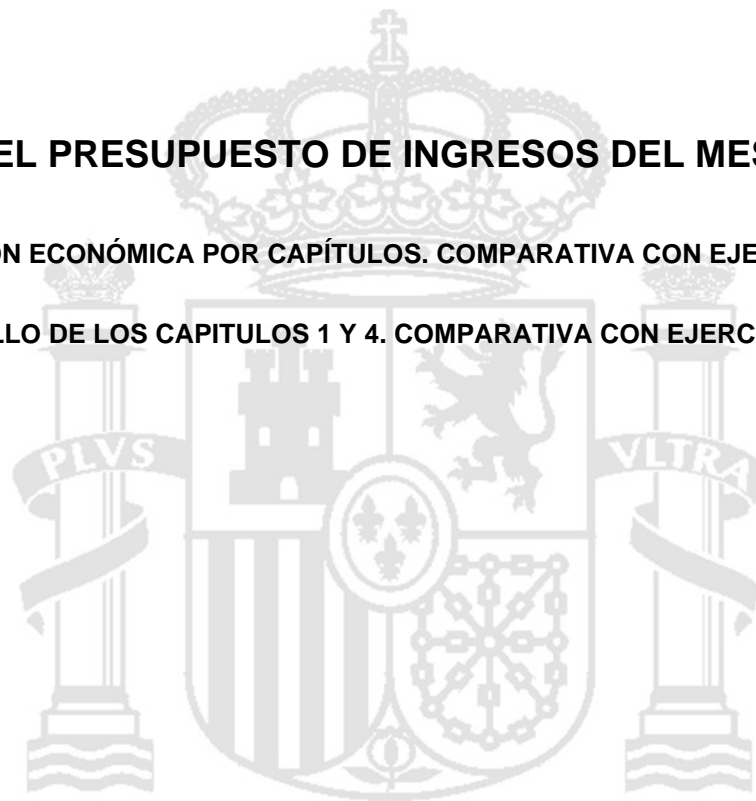 EL PRESUPUESTO DE INGRESOS DEL MES
ÓN ECONÓMICA POR CAPÍTULOS. COMPARATIVA CON EJE
LLO DE LOS CAPITULOS 1 Y 4. COMPARATIVA CON EJERC
PLVS VLTRA